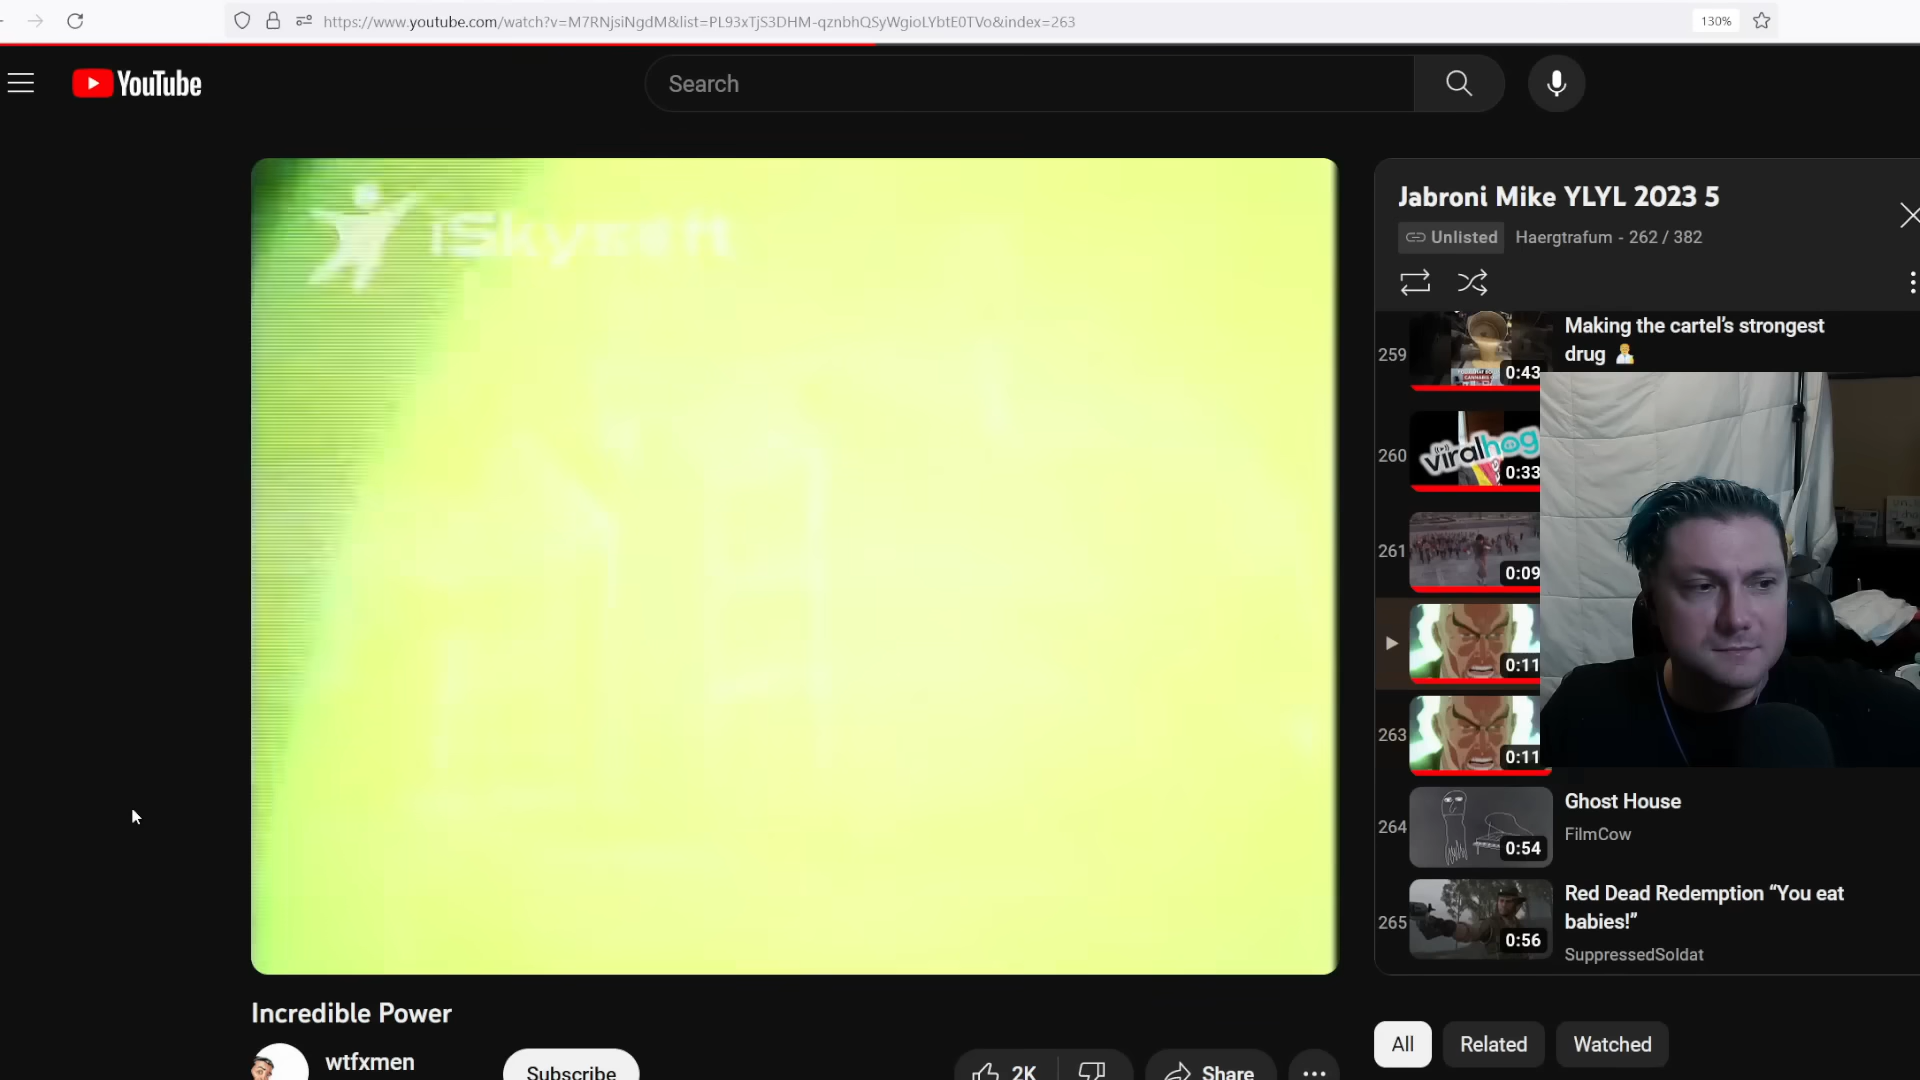 https://www.youtube.com/watch?v=M7RNjsiNgdM&list=PL93xTjS3DHM-qznbhQSyWgioLYbtE0TVo&index=263
130%
YouTube
Search
iSkysoft
Jabroni Mike YLYL 2023 5
Unlisted
Haergtrafum - 262 / 382
259
0:43
Making the cartel's strongest
drug
260
viralhog
0:33
261
0:09
0:11
263
0:11
264
0:54
Ghost House
FilmCow
265
0:56
Red Dead Redemption “You eat
babies!”
SuppressedSoldat
Incredible Power
wtfxmen
Subscribe
2K
Share
All
Related
Watched